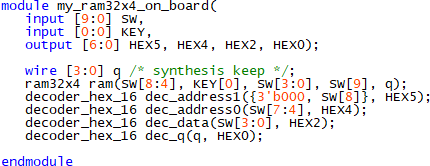 module my_ram32x4_on_board(
input [9:0] SW,
input [0:0] KEY,
output [6:0] HEX5, HEX4, HEX2, HEX0);
wire [3:0] q /* synthesis keep */;
ram32x4 ram(SW[8:4], KEY[0], SW[3:0], SW[9], q);
decoder_hex_16 dec_address1({3'b000, SW[8]}, HEX5);
decoder_hex_16 dec_address0(SW[7:4], HEX4);
decoder_hex_16 dec_data(SW[3:0], HEX2);
decoder_hex_16 dec_q(q, HEX0);
endmodule